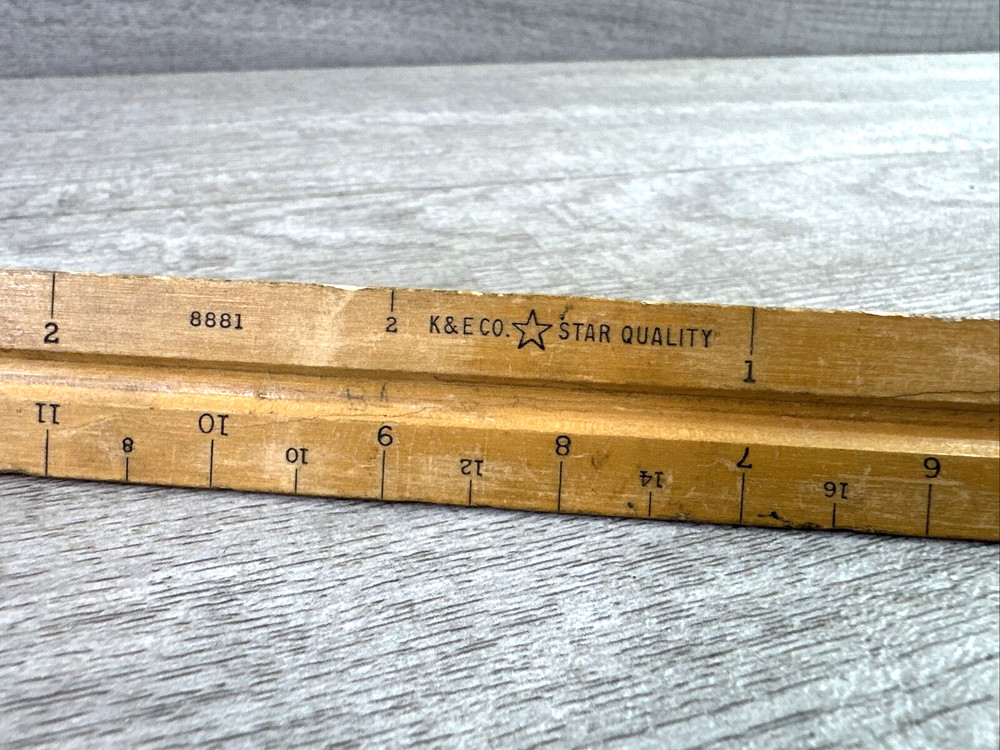 2 8881 2 K&E CO. ☆ STAR QUALITY 1
11 8 10 10 9 12 8 14 7 16 6